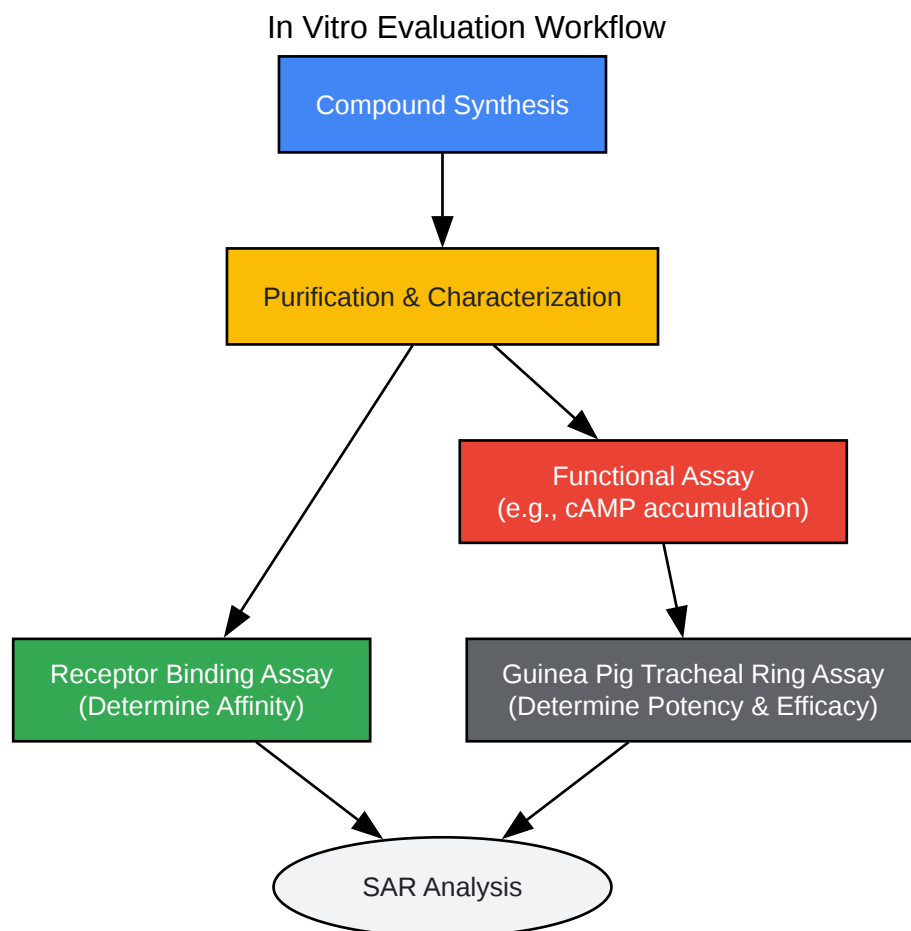 In Vitro Evaluation Workflow
Compound Synthesis
Purification & Characterization
Functional Assay
(e.g., cAMP accumulation)
Receptor Binding Assay
(Determine Affinity)
Guinea Pig Tracheal Ring Assay
(Determine Potency & Efficacy)
SAR Analysis